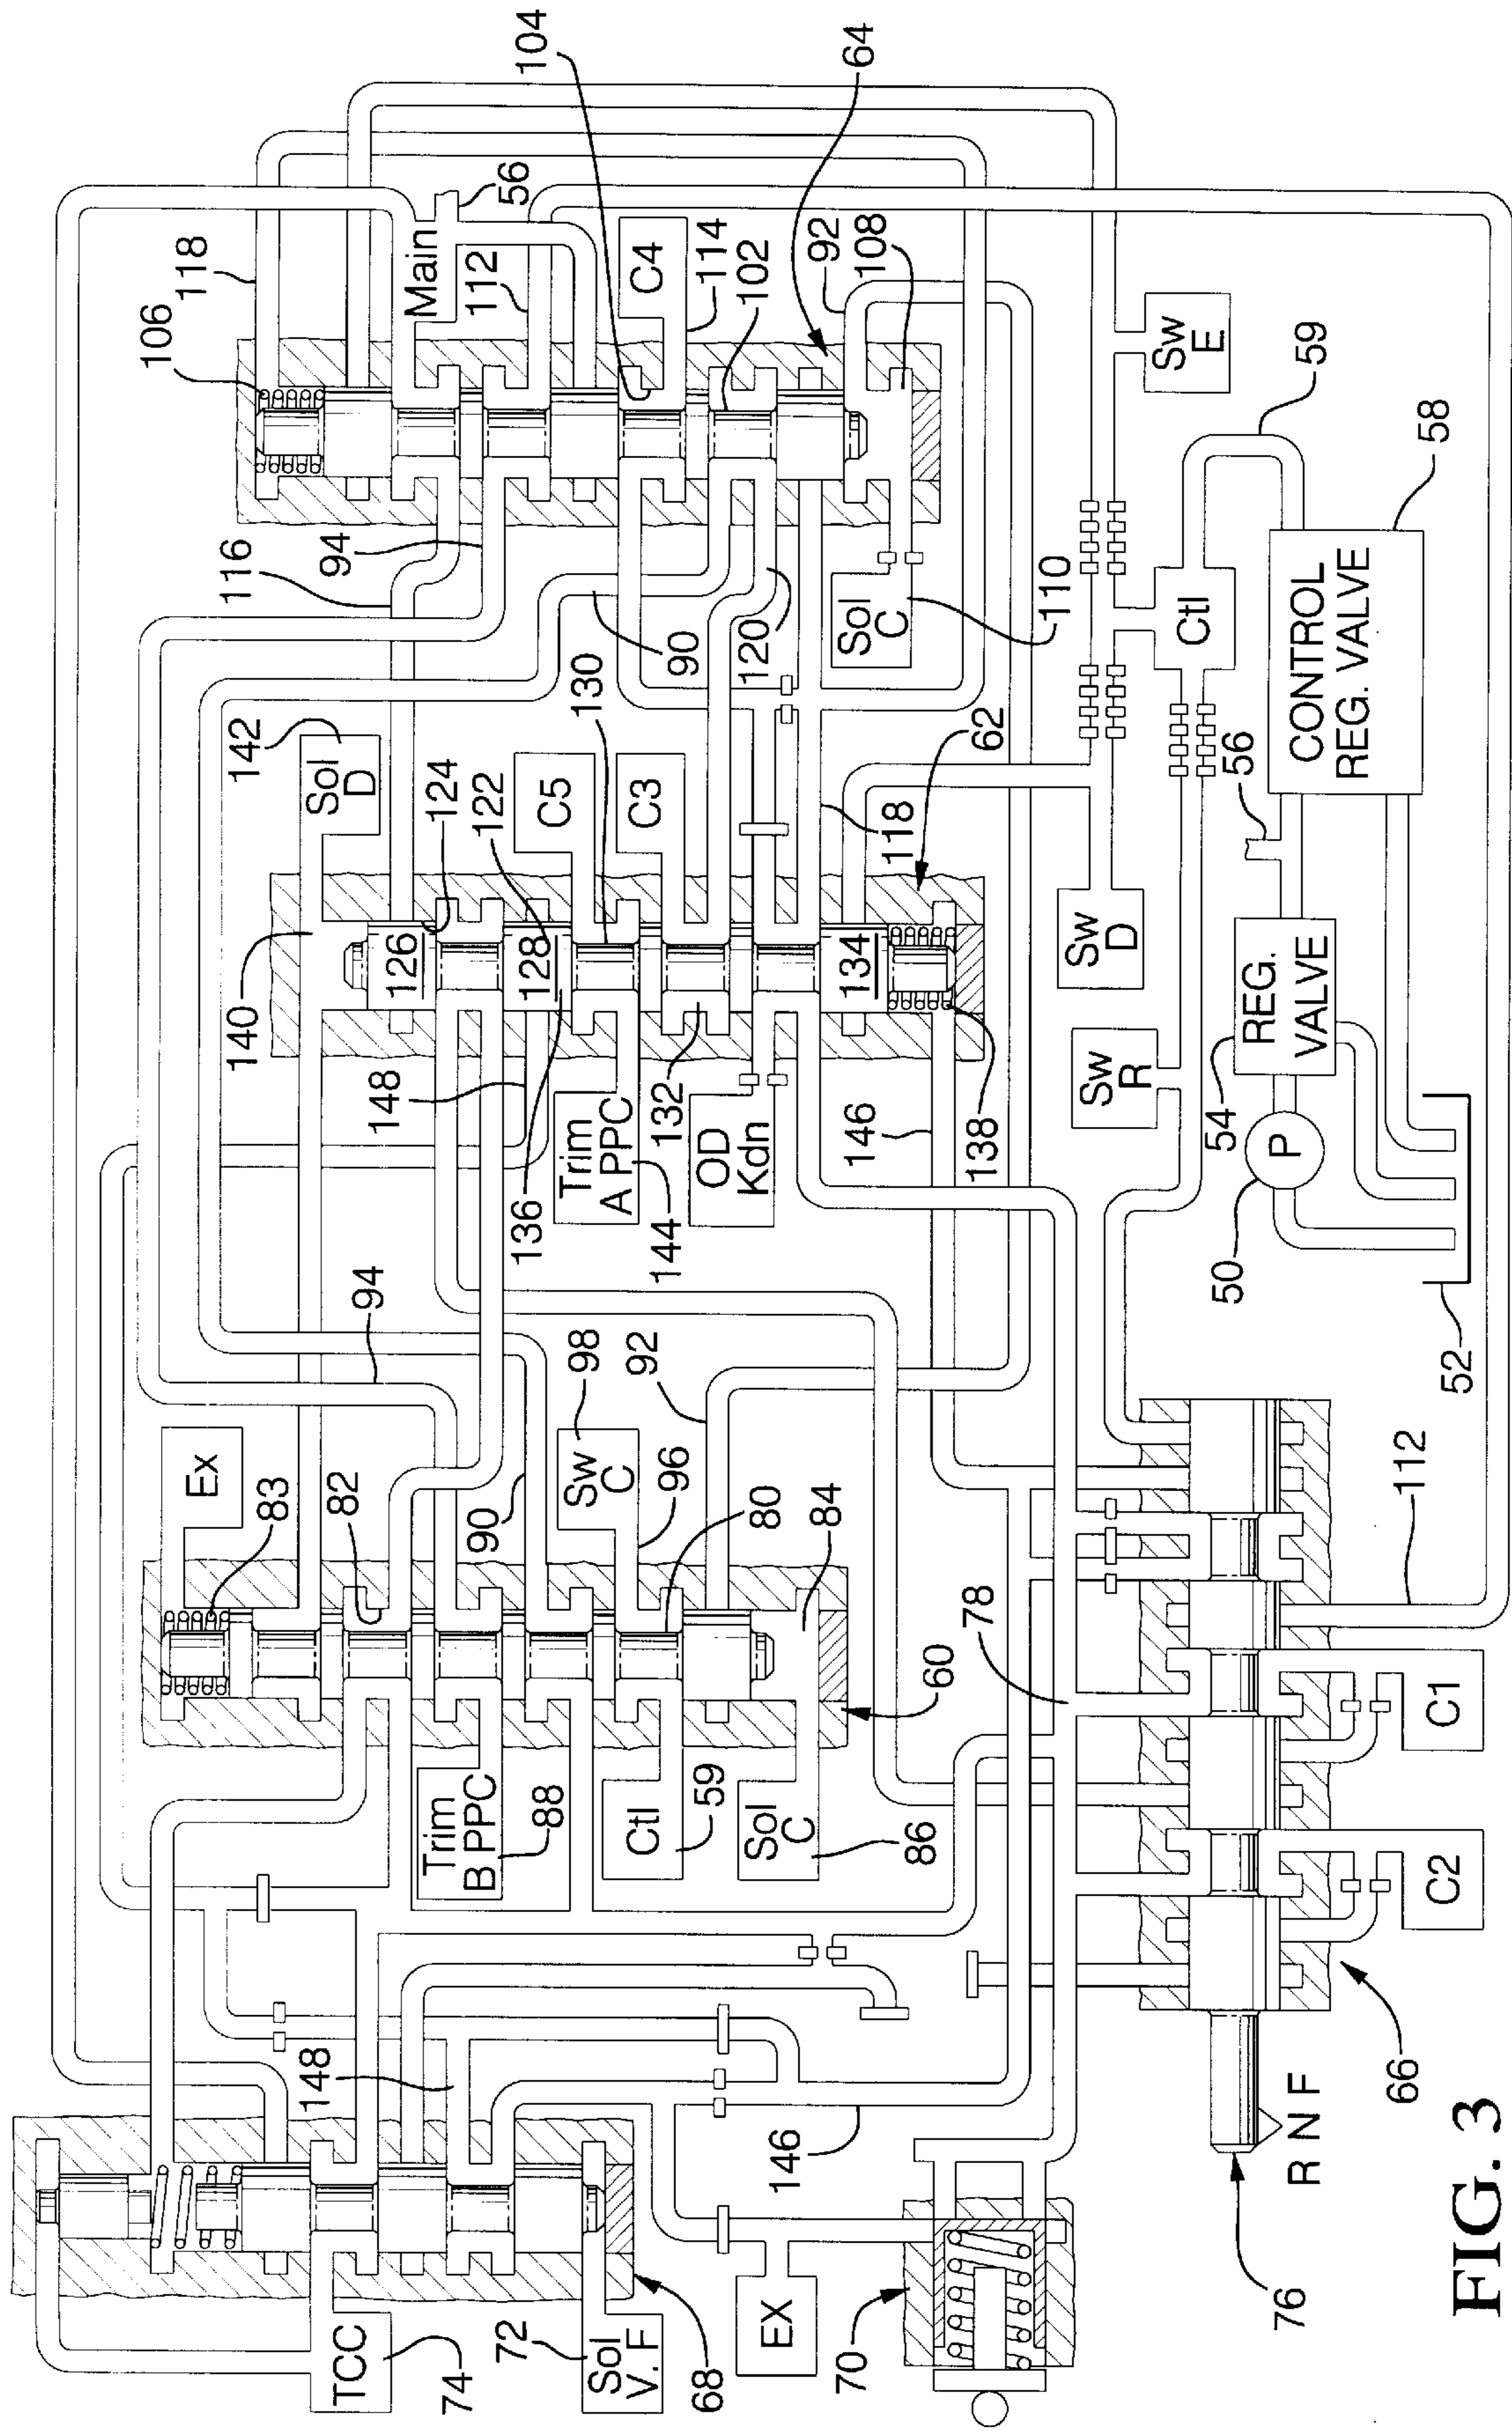 104
64
56
118
106
Main
112
C4
114
102
92
108
Sw
E
59
58
94
116
90
120
Sol
C
110
Ctl
CONTROL
REG. VALVE
142
Sol
D
124
122
130
C5
C3
118
62
56
140
126
128
134
Sw
D
REG.
VALVE
54
148
136
Trim
A PPC
144
132
OD
Kdn
146
138
Sw
R
P
50
52
94
Ex
83
82
90
Sw
C
98
96
92
80
84
112
60
78
Trim
B PPC
88
Ctl
59
Sol
C
86
C1
C2
66
148
146
R N F
76
TCC
74
72
Sol
V. F
68
EX
70
FIG. 3